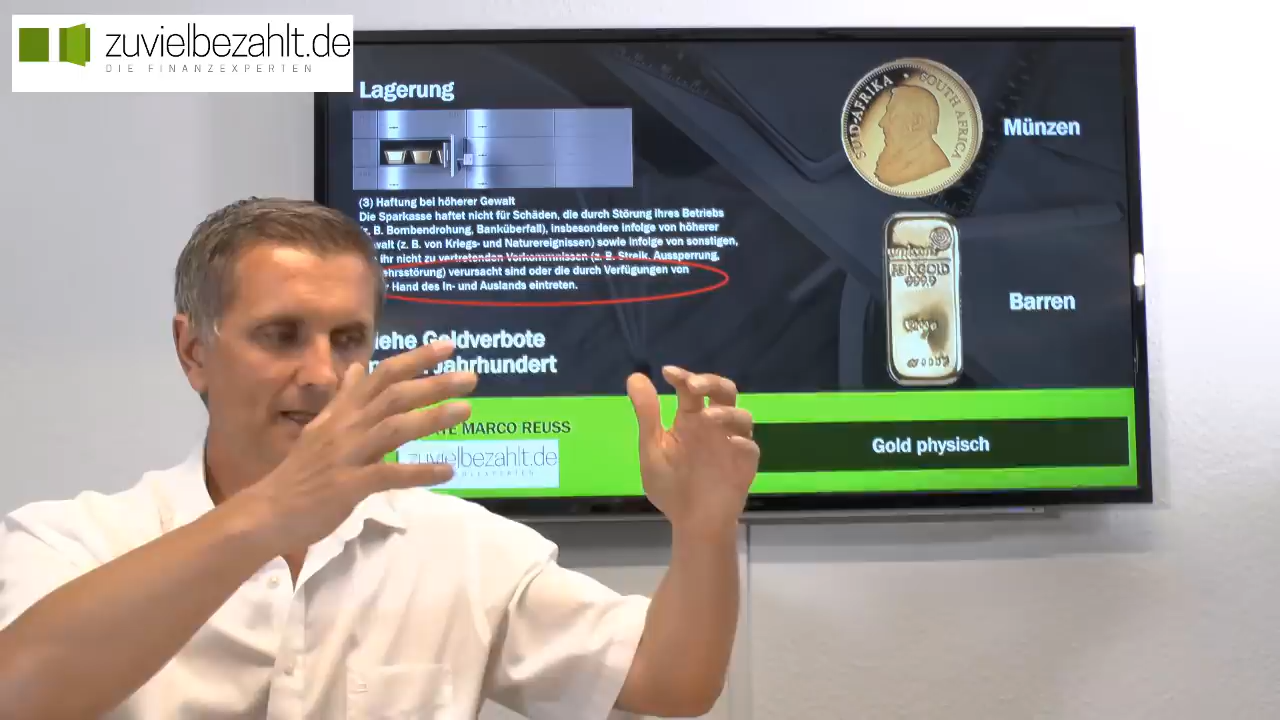 zuvielbezahlt.de
DIE FINANZEXPERTEN
Lagerung
(3) Haftung bei höherer Gewalt
Die Sparkasse haftet nicht für Schäden, die durch Störung ihres Betriebs
z. B. Bombendrohung, Banküberfall), insbesondere infolge von höherer
walt (z. B. von Kriegs- und Naturereignissen) sowie infolge von sonstigen,
ihr nicht zu vertretenden Vorkommnissen (z. B. Streik, Aussperrung,
ehrsstörung) verursacht sind oder die durch Verfügungen von
r Hand des In- und Auslands eintreten.
iehe Goldverbote
Jahrhundert
SUID-AFRIKA • SOUTH AFRICA
Münzen
umicore
FEINGOLD
999.9
Barren
MARCO REUSS
zuvielbezahlt.de
Gold physisch